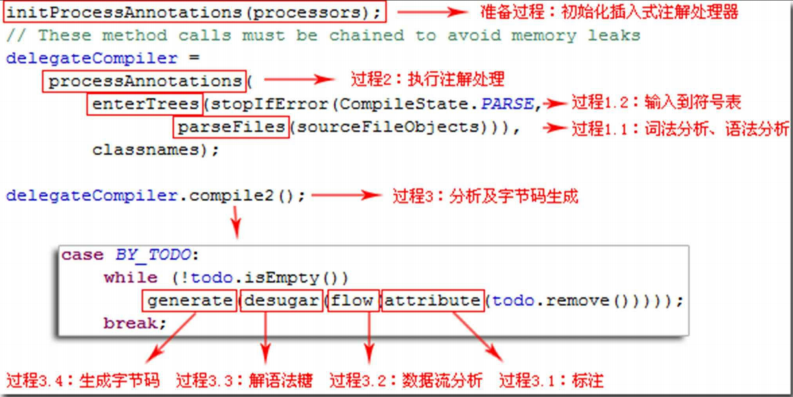 initProcessAnnotations(processors); 准备过程：初始化插入式注解处理器
// These method calls must be chained to avoid memory leaks
delegateCompiler =
processAnnotations( 过程2：执行注解处理
enterTrees(stopIfError(CompileState.PARSE, 过程1.2：输入到符号表
parseFiles(sourceFileObjects))), 过程1.1：词法分析、语法分析
classnames);
delegateCompiler.compile2(); 过程3：分析及字节码生成
case BY_TODO:
while (!todo.isEmpty())
generate(desugar(flow(attribute(todo.remove()))));
break;
过程3.4：生成字节码 过程3.3：解语法糖 过程3.2：数据流分析 过程3.1：标注